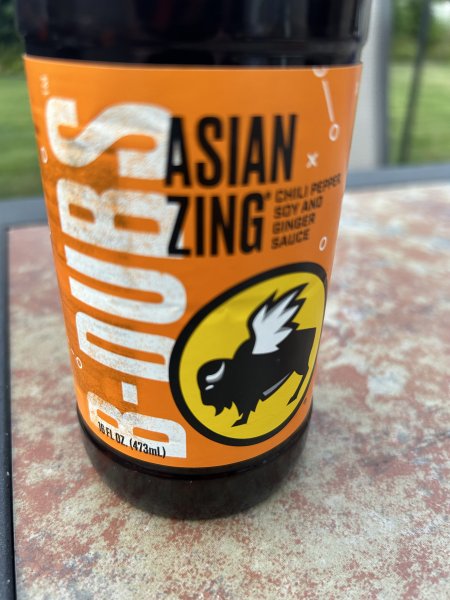 B-DUBS
ASIAN
ZING®
CHILI PEPPER
SOY AND
GINGER
SAUCE
16 FL OZ. (473mL)